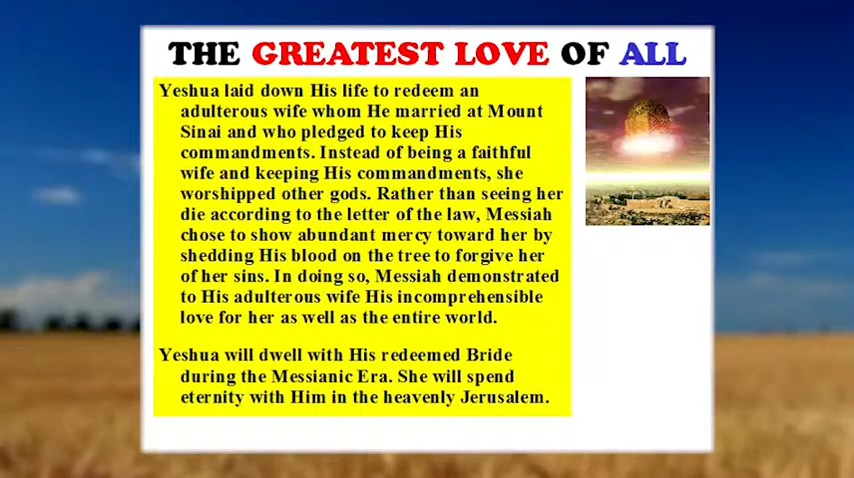 THE GREATEST LOVE OF ALL
Yeshua laid down His life to redeem an
adulterous wife whom He married at Mount
Sinai and who pledged to keep His
commandments. Instead of being a faithful
wife and keeping His commandments, she
worshipped other gods. Rather than seeing her
die according to the letter of the law, Messiah
chose to show abundant mercy toward her by
shedding His blood on the tree to forgive her
of her sins. In doing so, Messiah demonstrated
to His adulterous wife His incomprehensible
love for her as well as the entire world.
Yeshua will dwell with His redeemed Bride
during the Messianic Era. She will spend
eternity with Him in the heavenly Jerusalem.